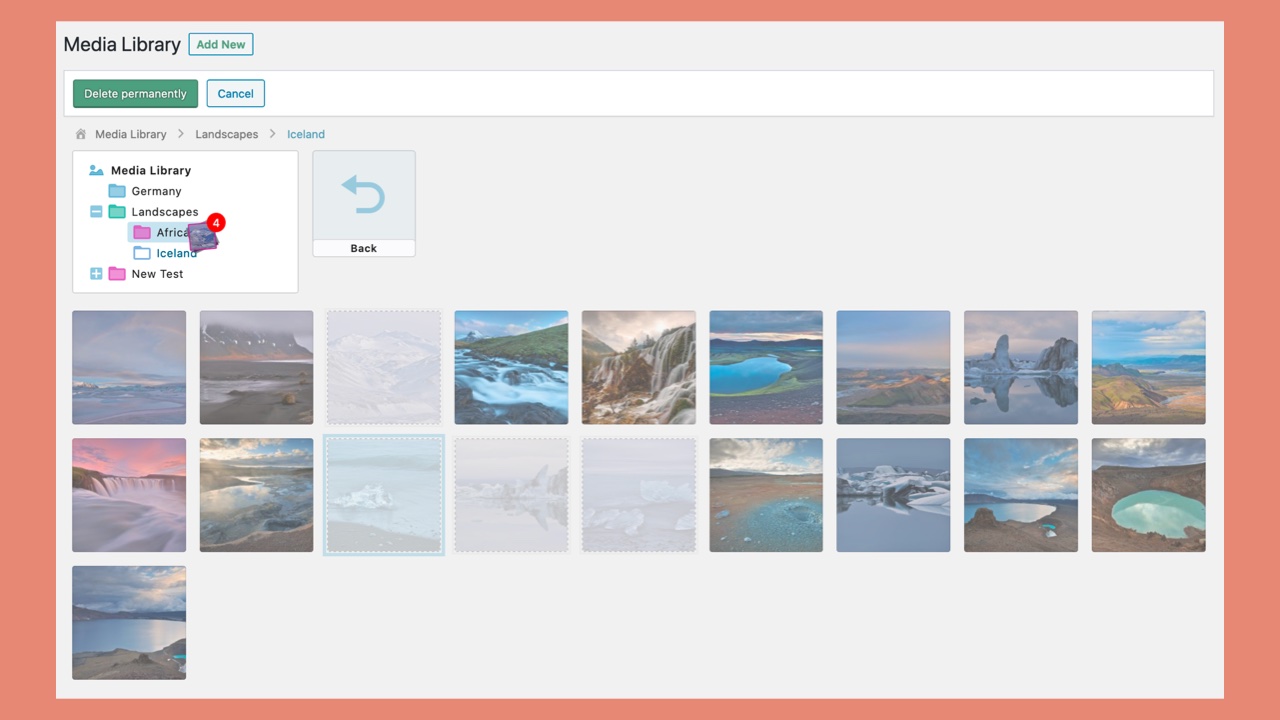 Media Library Add New
Delete permanently Cancel
Media Library Landscapes Iceland
Media Library
Germany
Landscapes
4
Africa
Iceland
New Test
Back